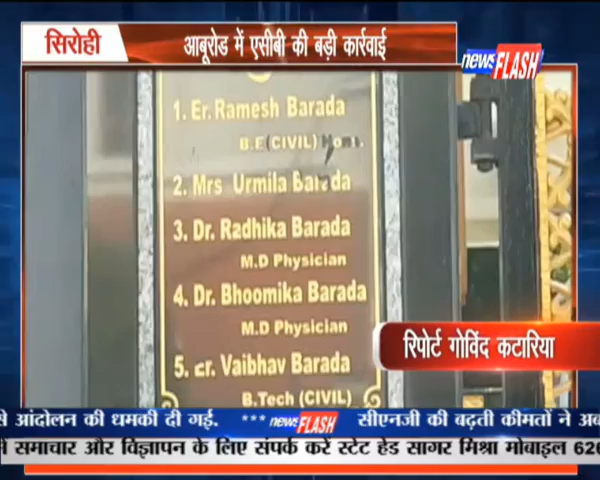 सिरोही
आबूरोड में एसीबी की बड़ी कार्रवाई
news FLASH
1. Er. Ramesh Barada
B.E(CIVIL) Hons.
2. Mrs Urmila Barada
3. Dr. Radhika Barada
M.D Physician
4. Dr. Bhoomika Barada
M.D Physician
5. Er. Vaibhav Barada
B.Tech (CIVIL)
रिपोर्ट गोविंद कटारिया
से आंदोलन की धमकी दी गई. *** news FLASH सीएनजी की बढ़ती कीमतों ने
समाचार और विज्ञापन के लिए संपर्क करें स्टेट हेड सागर मिश्रा मोबाइल 626